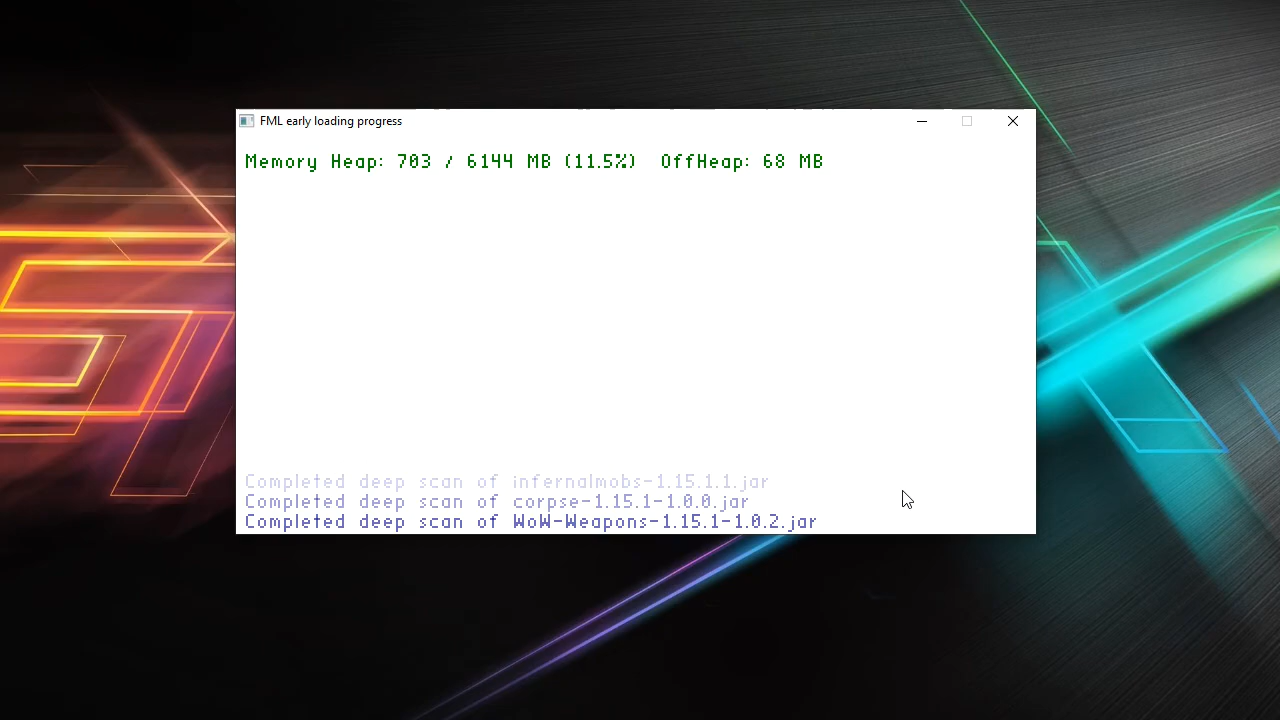 FML early loading progress
Memory Heap: 703 / 6144 MB (11.5%)  OffHeap: 68 MB
Completed deep scan of infernalmobs-1.15.1.1.jar
Completed deep scan of corpse-1.15.1-1.0.0.jar
Completed deep scan of WoW-Weapons-1.15.1-1.0.2.jar